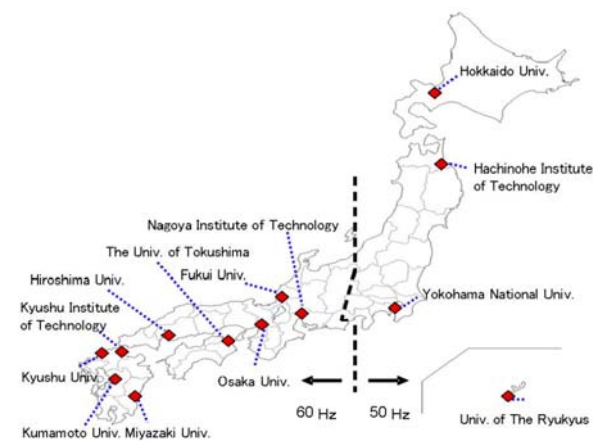 Hokkaido Univ.
Hachinohe Institute
of Technology
Nagoya Institute of Technology
The Univ. of Tokushima
Fukui Univ.
Hiroshima Univ.
Yokohama National Univ.
Kyushu Institute
of Technology
Kyushu Univ.
Osaka Univ.
60 Hz
50 Hz
Univ. of The Ryukyus
Kumamoto Univ.
Miyazaki Univ.